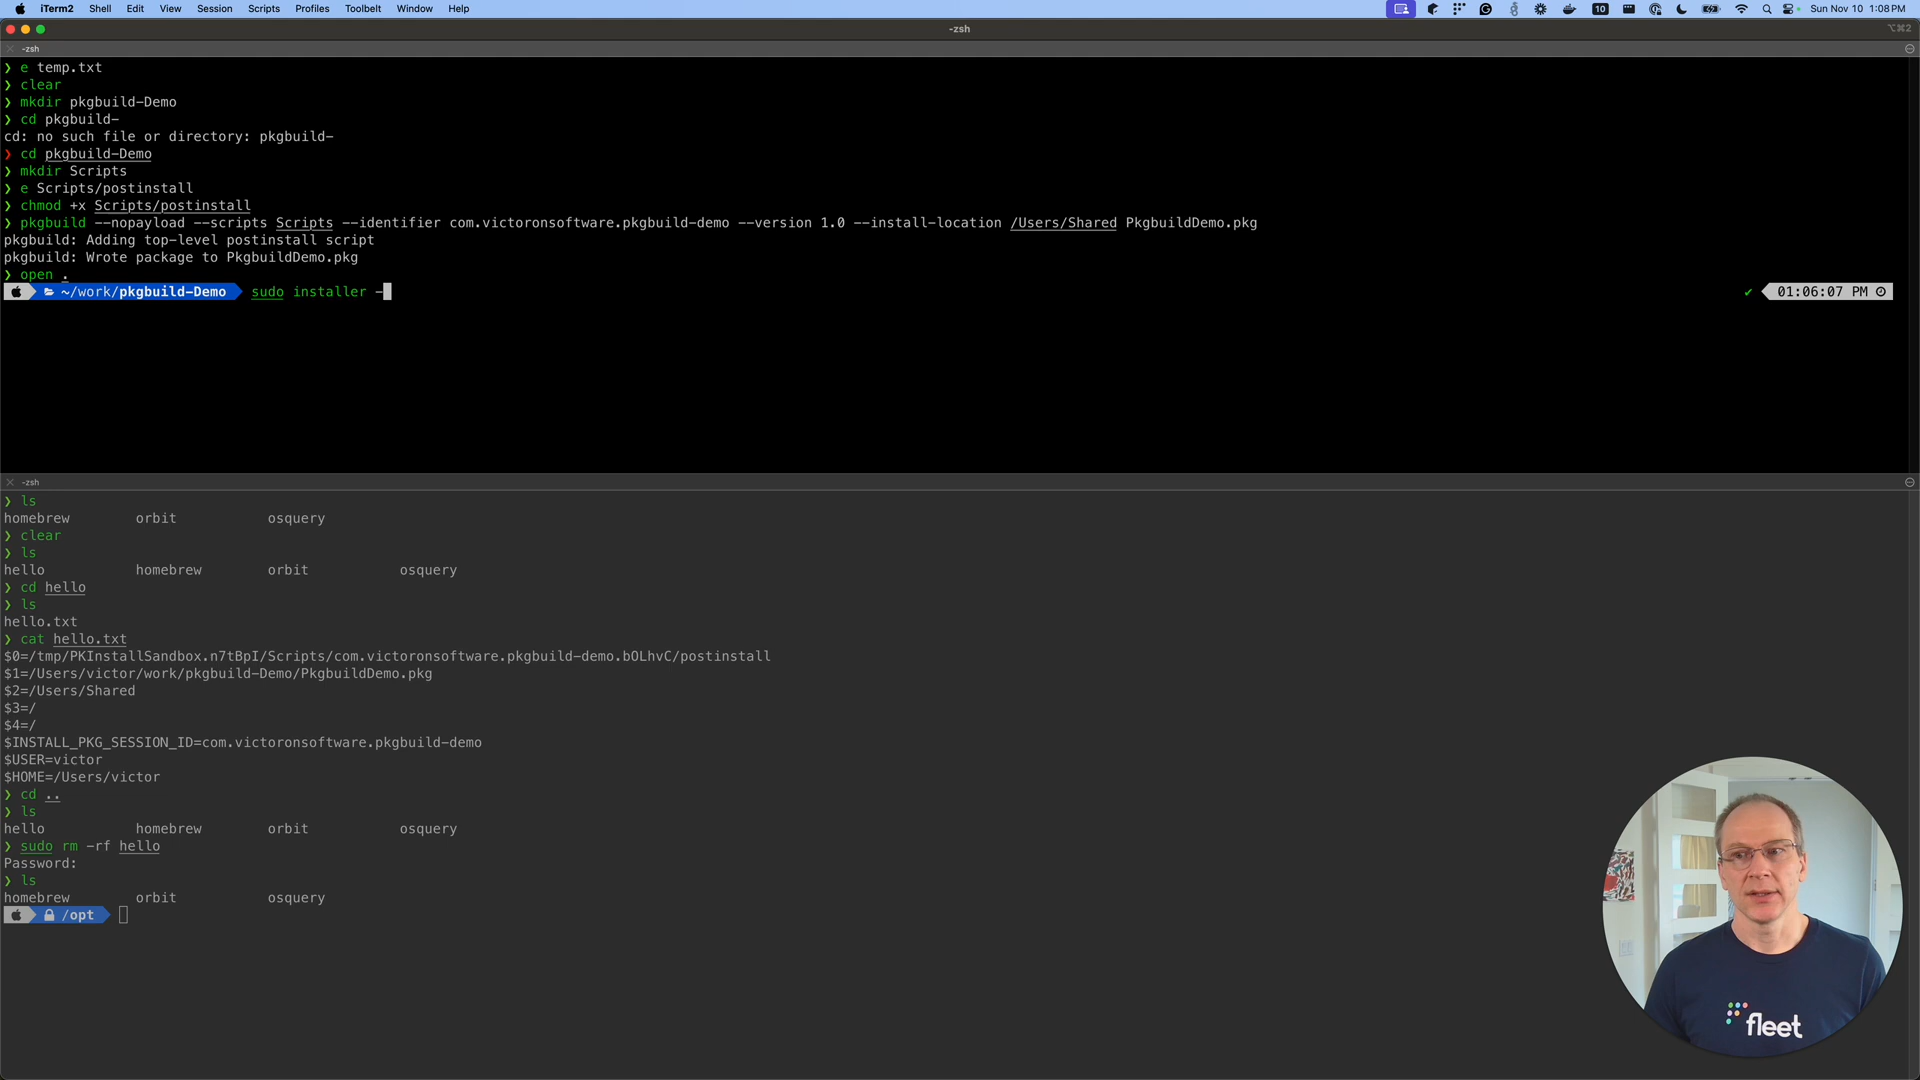 iTerm2 Shell Edit View Session Scripts Profiles Toolbelt Window Help 10 Sun Nov 10 1:08 PM
-zsh ⌥⌘2
-zsh
❯ e temp.txt
❯ clear
❯ mkdir pkgbuild-Demo
❯ cd pkgbuild-
cd: no such file or directory: pkgbuild-
❯ cd pkgbuild-Demo
❯ mkdir Scripts
❯ e Scripts/postinstall
❯ chmod +x Scripts/postinstall
❯ pkgbuild --nopayload --scripts Scripts --identifier com.victoronsoftware.pkgbuild-demo --version 1.0 --install-location /Users/Shared PkgbuildDemo.pkg
pkgbuild: Adding top-level postinstall script
pkgbuild: Wrote package to PkgbuildDemo.pkg
❯ open .
~/work/pkgbuild-Demo sudo installer - ✔ 01:06:07 PM
-zsh
❯ ls
homebrew orbit osquery
❯ clear
❯ ls
hello homebrew orbit osquery
❯ cd hello
❯ ls
hello.txt
❯ cat hello.txt
$0=/tmp/PKInstallSandbox.n7tBpI/Scripts/com.victoronsoftware.pkgbuild-demo.bOLhvC/postinstall
$1=/Users/victor/work/pkgbuild-Demo/PkgbuildDemo.pkg
$2=/Users/Shared
$3=/
$4=/
$INSTALL_PKG_SESSION_ID=com.victoronsoftware.pkgbuild-demo
$USER=victor
$HOME=/Users/victor
❯ cd ..
❯ ls
hello homebrew orbit osquery
❯ sudo rm -rf hello
Password:
❯ ls
homebrew orbit osquery
/opt
fleet